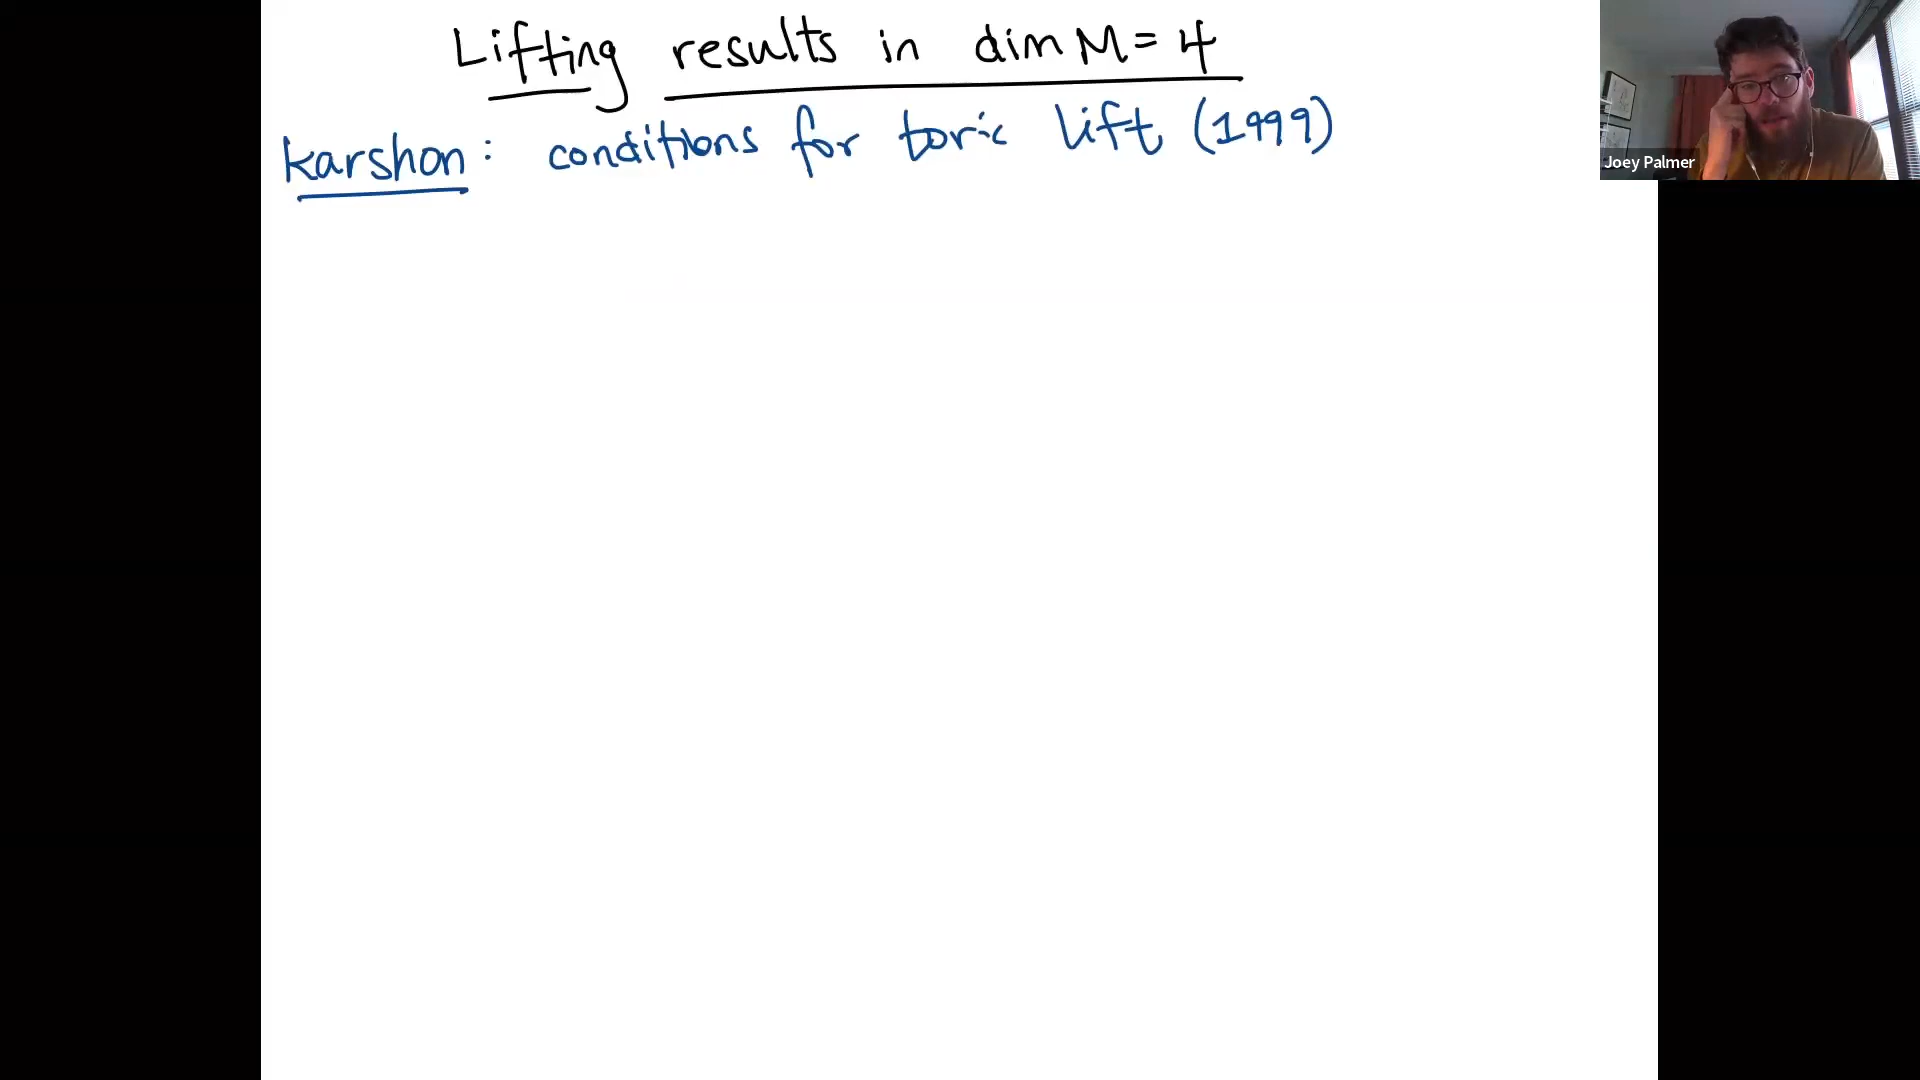 Lifting results in dim M = 4
Karshon: conditions for toric lift (1999)
Joey Palmer